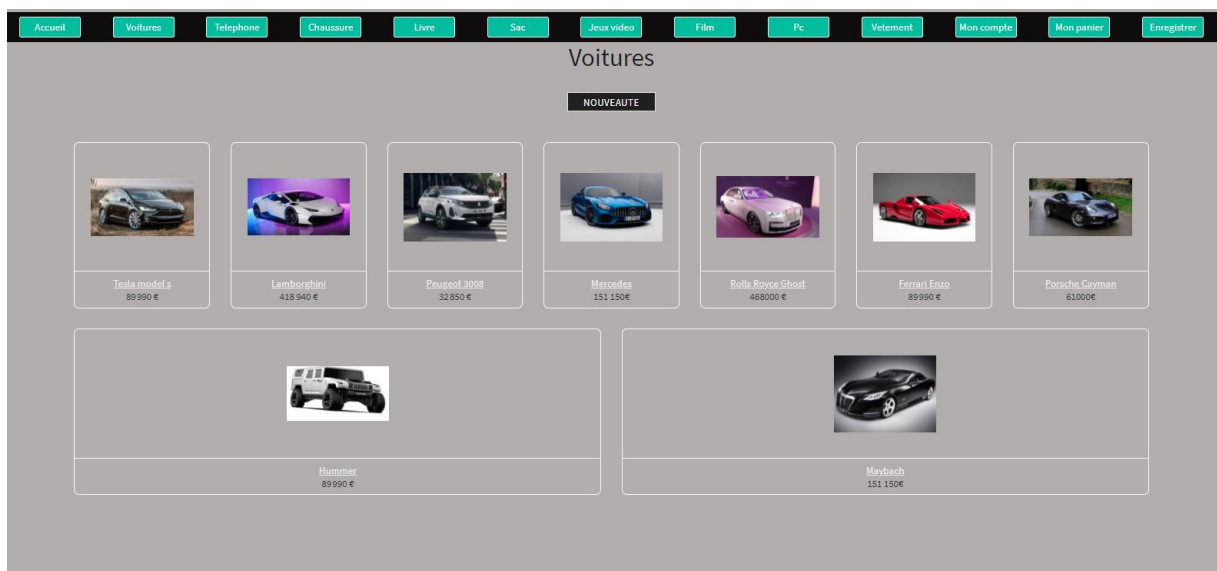 Accueil Voitures Telephone Chaussure Livre Sac Jeux video Film Pc Vetement Mon compte Mon panier Enregistrer
Voitures
NOUVEAUTE
Tesla model s
89 990 €
Lamborghini
418 940 €
Peugeot 3008
32 850 €
Mercedes
151 150€
Rolls Royce Ghost
468000 €
Ferrari Enzo
89990 €
Porsche Cayman
61000€
Hummer
89 990 €
Maybach
151 150€